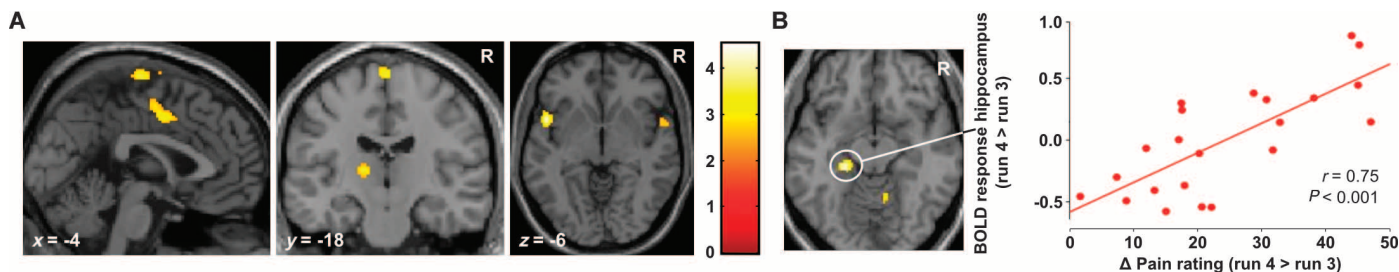 A
B
R
R
R
x = -4
y = -18
z = -6
4
3
2
1
0
BOLD response hippocampus
(run 4 > run 3)
1.0
0.5
0.0
-0.5
r = 0.75
P < 0.001
0 10 20 30 40 50
Δ Pain rating (run 4 > run 3)